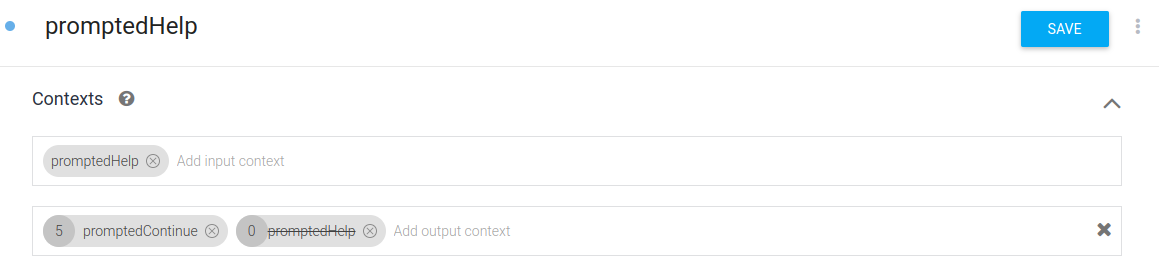 promptedHelp SAVE
Contexts ?
promptedHelp Add input context
5 promptedContinue 0 promptedHelp Add output context